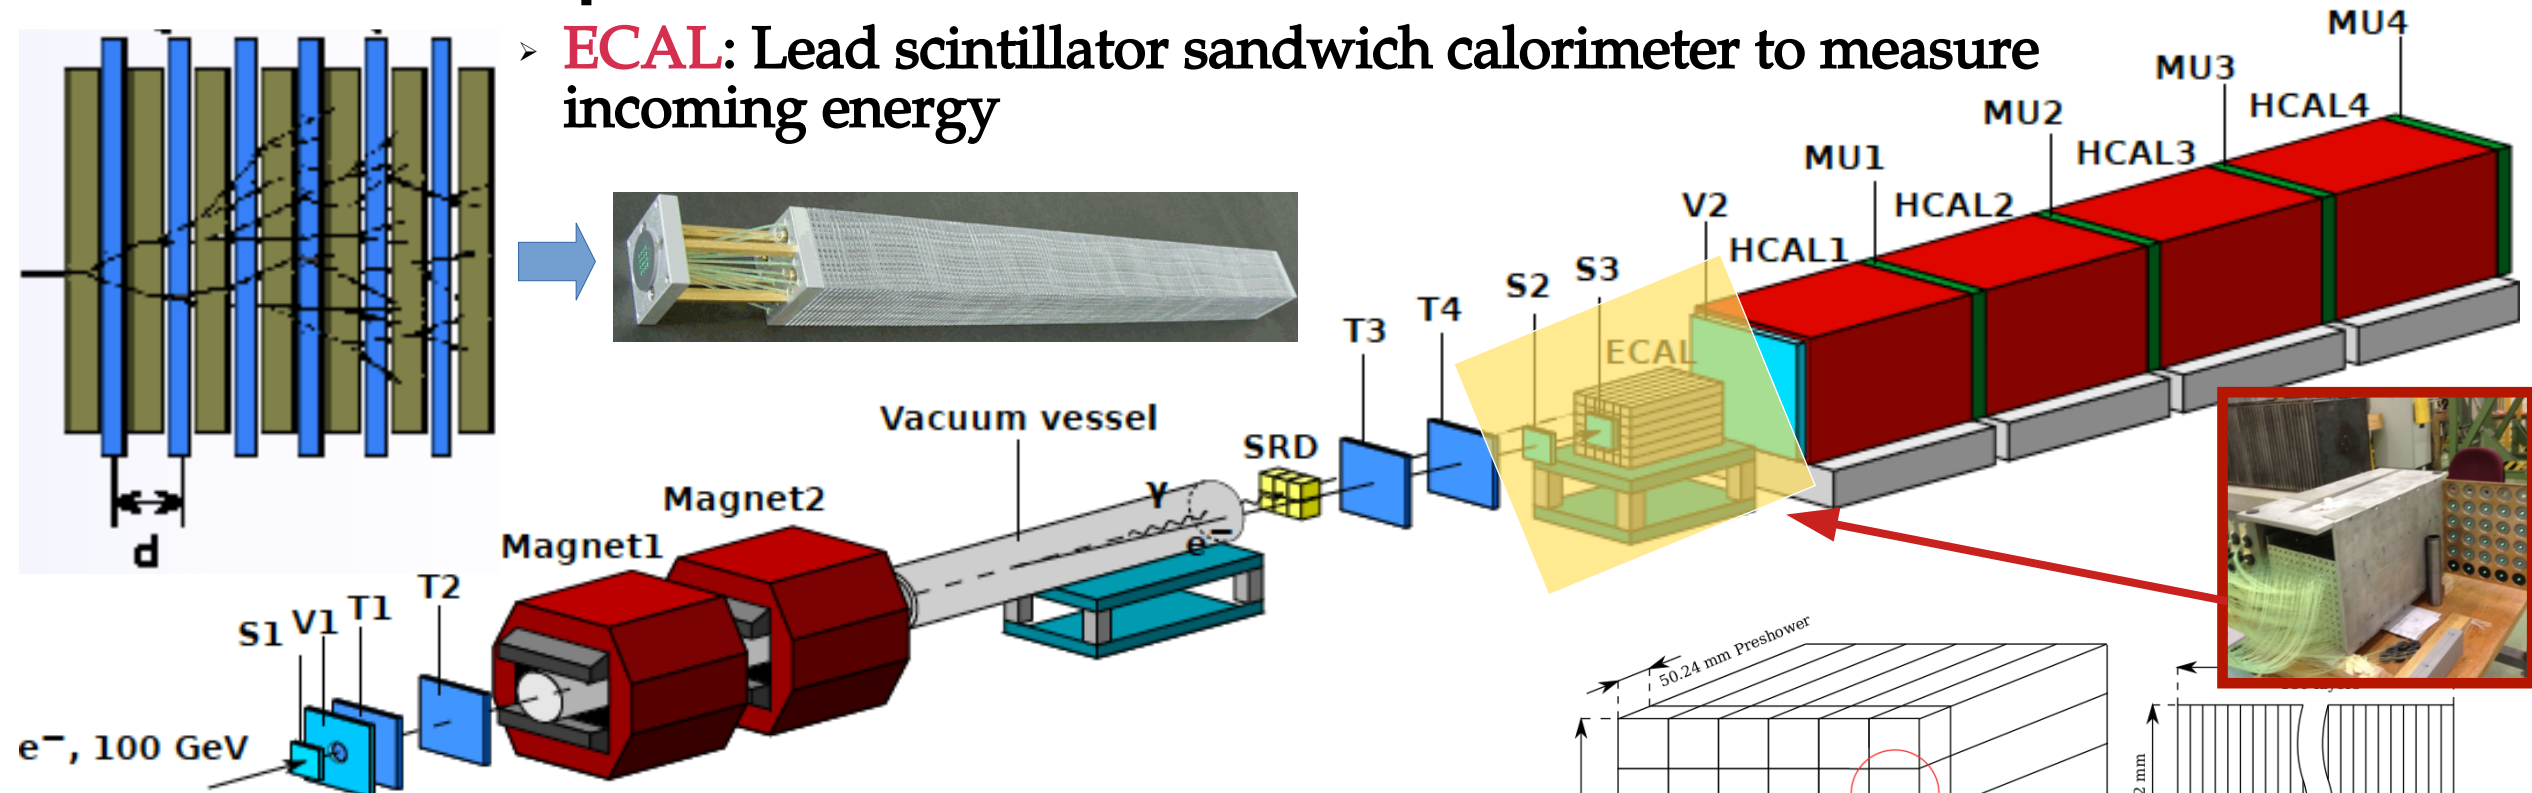 ➢ ECAL: Lead scintillator sandwich calorimeter to measure
incoming energy
d
MU4
MU3
HCAL4
MU2
HCAL3
MU1
HCAL2
V2
HCAL1
S3
S2
ECAL
T4
T3
Vacuum vessel
SRD
γ
e⁻
Magnet2
Magnet1
T2
T1
V1
S1
e⁻, 100 GeV
50.24 mm Preshower
mm